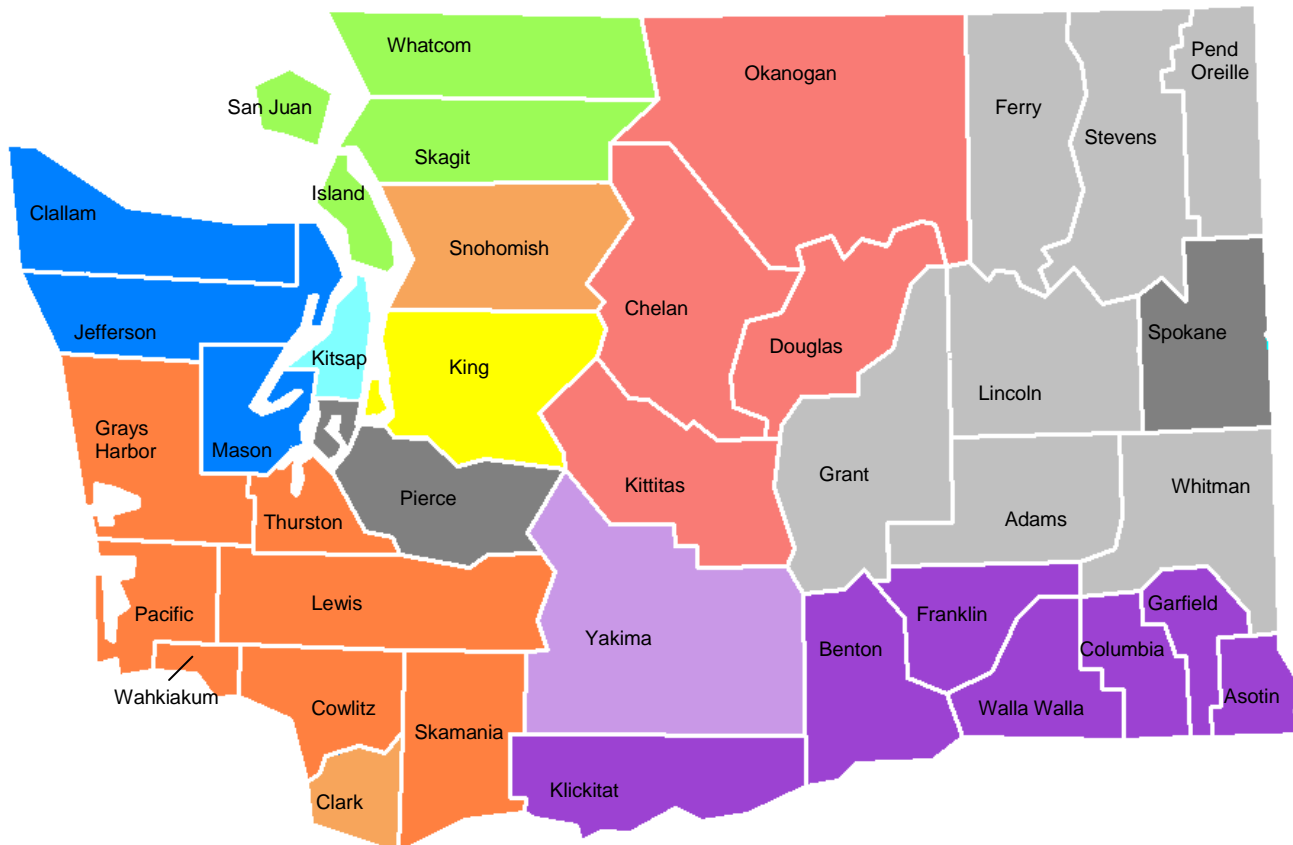 Whatcom
Okanogan
Pend
Oreille
San Juan
Ferry
Stevens
Skagit
Island
Clallam
Snohomish
Chelan
Jefferson
Spokane
Kitsap
King
Douglas
Lincoln
Grays
Harbor
Mason
Grant
Kittitas
Whitman
Pierce
Thurston
Adams
Lewis
Pacific
Garfield
Franklin
Yakima
Benton
Columbia
Wahkiakum
Asotin
Cowlitz
Walla Walla
Skamania
Klickitat
Clark